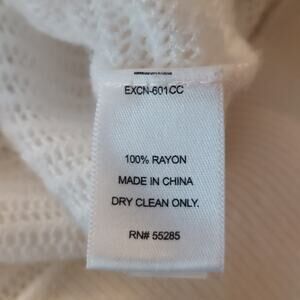 EXCN-601CC
100% RAYON
MADE IN CHINA
DRY CLEAN ONLY.
RN# 55285